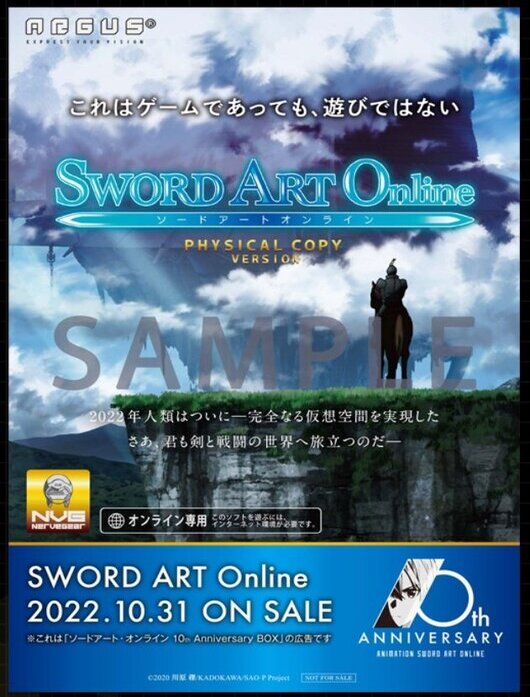 ARGUS®
EXPRESS YOUR VISION
これはゲームであっても、遊びではない
SWORD ART Online
ソードアートオンライン
PHYSICAL COPY
VERSION
SAMPLE
2022年人類はついに―完全なる仮想空間を実現した
さあ、君も剣と戦闘の世界へ旅立つのだ―
NVG
NERVEGEAR
オンライン専用
このソフトを遊ぶには、
インターネット環境が必要です。
SWORD ART Online
2022.10.31 ON SALE
※これは「ソードアート・オンライン 10th Anniversary BOX」の広告です
10th
ANNIVERSARY
ANIMATION SWORD ART ONLINE
©2020 川原 礫/KADOKAWA/SAO-P Project
NOT FOR SALE